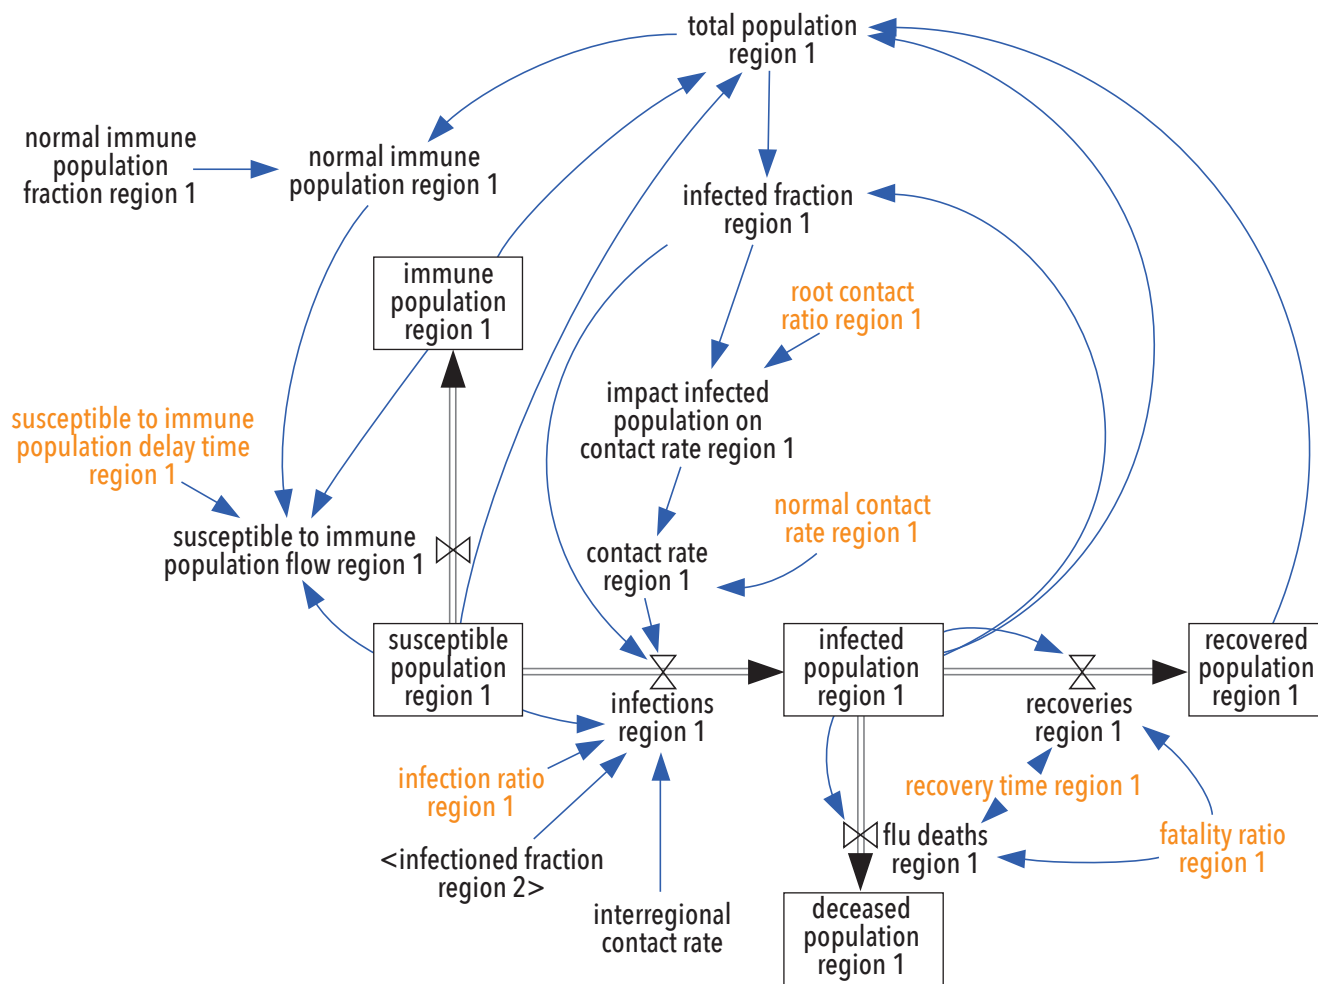 total population
region 1
normal immune
population
fraction region 1
normal immune
population region 1
infected fraction
region 1
immune
population
region 1
root contact
ratio region 1
impact infected
population on
contact rate region 1
susceptible to immune
population delay time
region 1
normal contact
rate region 1
susceptible to immune
population flow region 1
contact rate
region 1
susceptible
population
region 1
infected
population
region 1
recovered
population
region 1
infections
region 1
recoveries
region 1
infection ratio
region 1
recovery time region 1
<infectioned fraction
region 2>
flu deaths
region 1
fatality ratio
region 1
interregional
contact rate
deceased
population
region 1